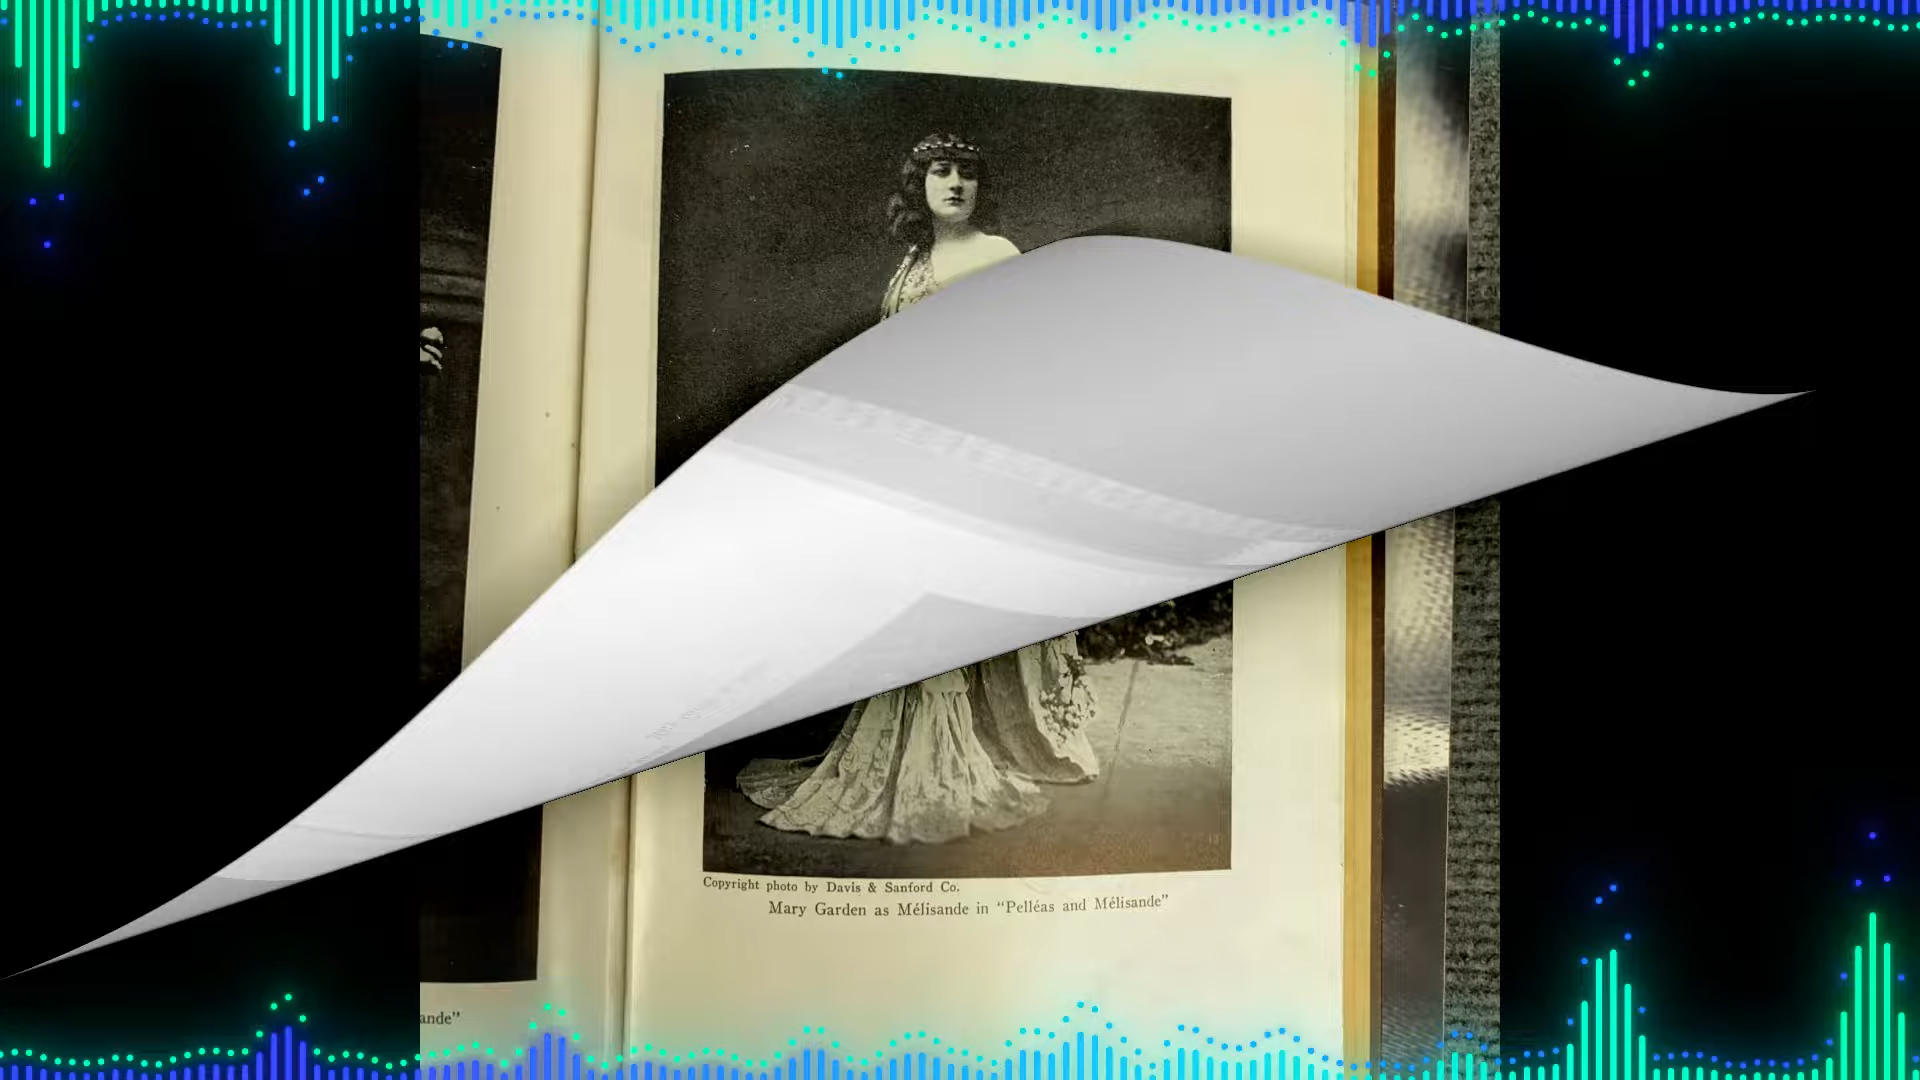 Copyright photo by Davis & Sanford Co.
Mary Garden as Mélisande in “Pelléas and Mélisande”
ande”